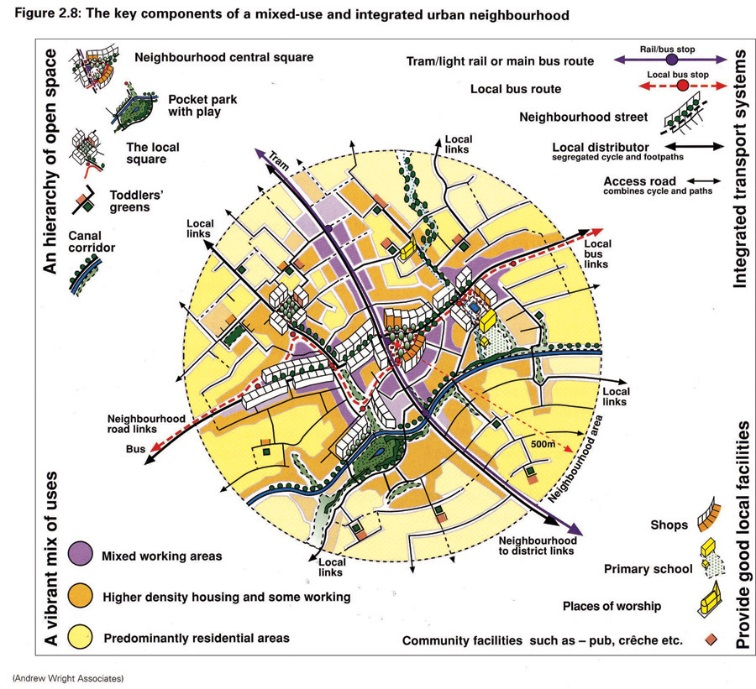 Figure 2.8: The key components of a mixed-use and integrated urban neighbourhood
An hierarchy of open space
Neighbourhood central square
Pocket park
with play
The local
square
Toddlers'
greens
Canal
corridor
Tram/light rail or main bus route
Rail/bus stop
Local bus route
Local bus stop
Neighbourhood street
Local distributor
segregated cycle and footpaths
Access road
combines cycle and paths
Integrated transport systems
Tram
Local
links
Local
links
Local
bus
links
Local
links
500m
Neighbourhood area
Neighbourhood
road links
Bus
Neighbourhood
to district links
Local
links
A vibrant mix of uses
Mixed working areas
Higher density housing and some working
Predominantly residential areas
Shops
Primary school
Places of worship
Community facilities such as – pub, crêche etc.
Provide good local facilities
(Andrew Wright Associates)